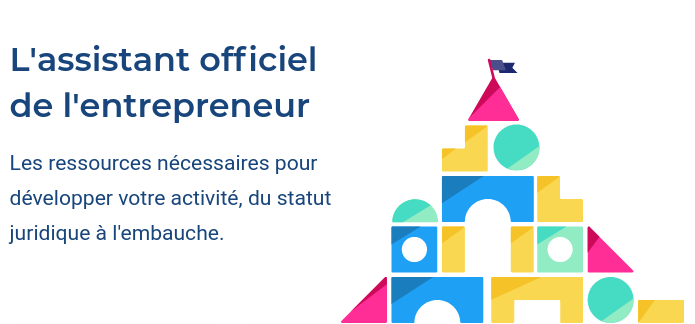 L'assistant officiel
de l'entrepreneur
Les ressources nécessaires pour
développer votre activité, du statut
juridique à l'embauche.